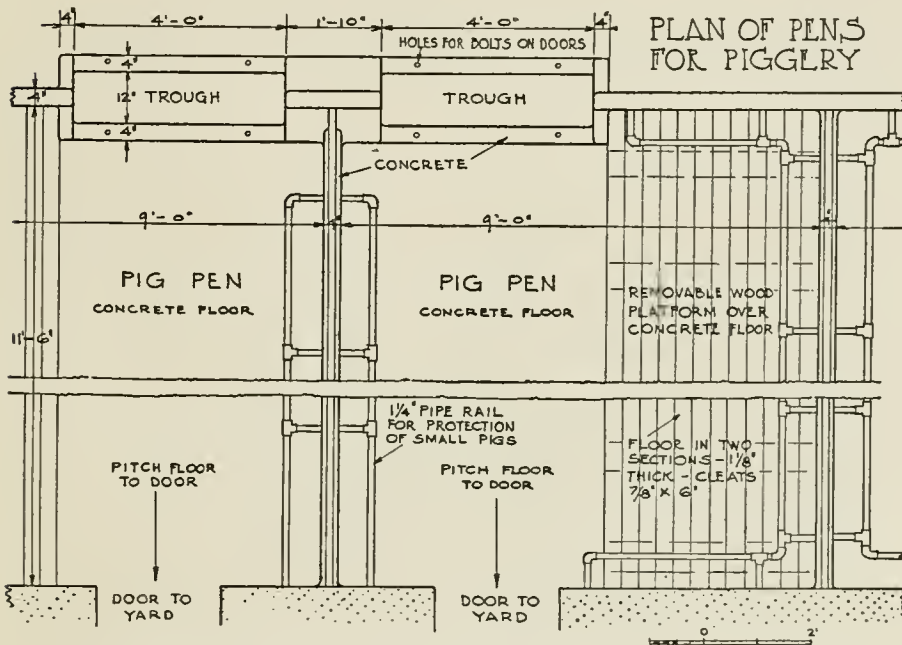 PLAN OF PENS
FOR PIGGERY
4"
4'-0"
1'-10"
4'-0"
4"
HOLES FOR BOLTS ON DOORS
4"
4"
12"
TROUGH
TROUGH
4"
CONCRETE
9'-0"
4"
9'-0"
PIG PEN
CONCRETE FLOOR
PIG PEN
CONCRETE FLOOR
REMOVABLE WOOD
PLATFORM OVER
CONCRETE FLOOR
11'-6"
1¼" PIPE RAIL
FOR PROTECTION
OF SMALL PIGS
FLOOR IN TWO
SECTIONS - 1⅛"
THICK - CLEATS
⅞" X 6"
PITCH FLOOR
TO DOOR
PITCH FLOOR
TO DOOR
DOOR TO
YARD
DOOR TO
YARD
0 2'